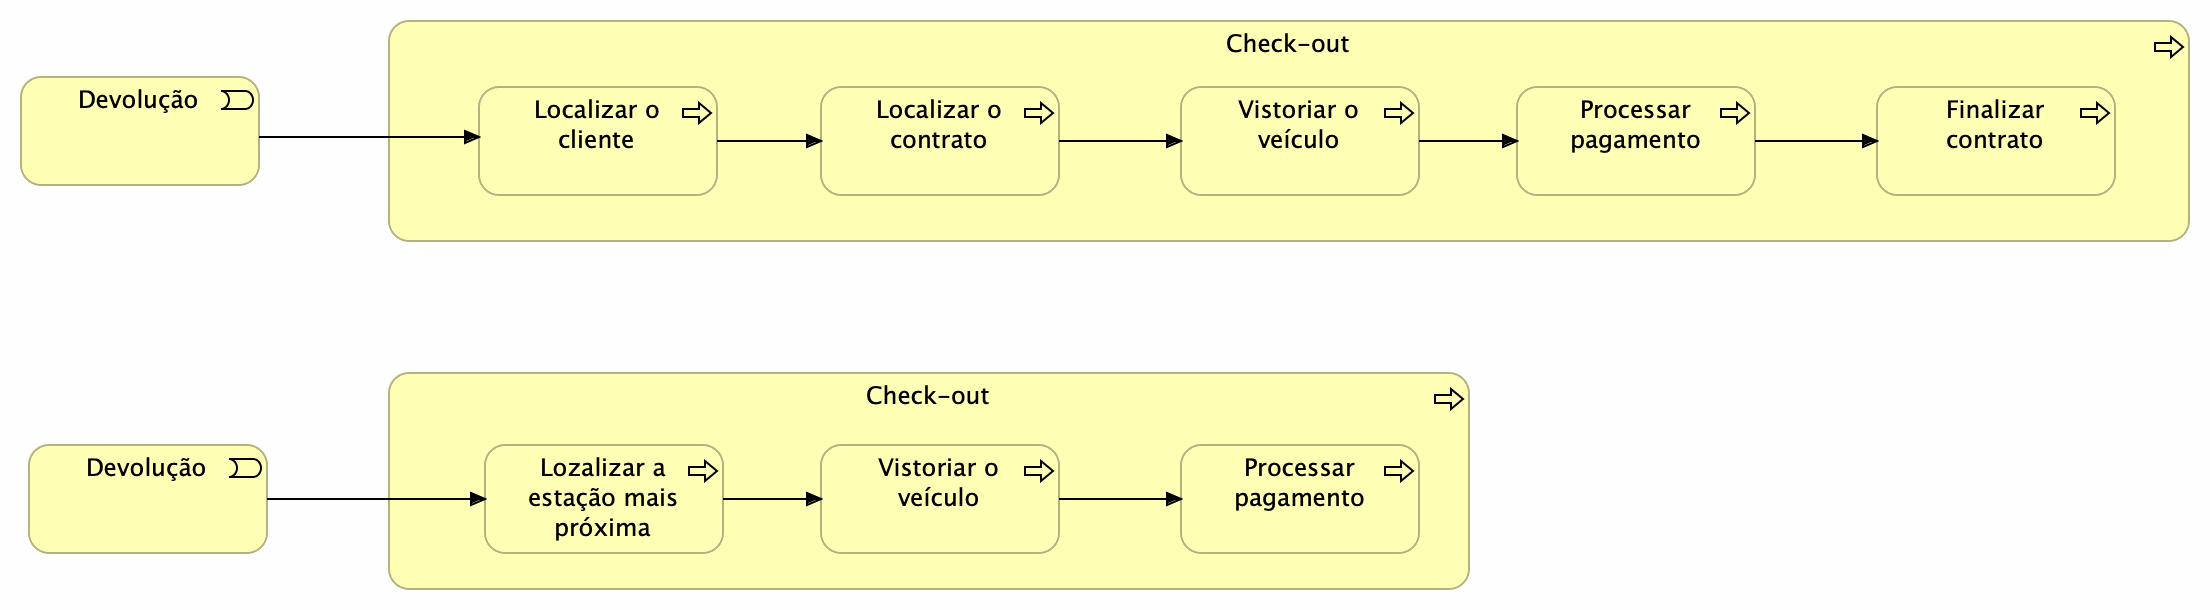 Check-out
Devolução
Localizar o
cliente
Localizar o
contrato
Vistoriar o
veículo
Processar
pagamento
Finalizar
contrato
Check-out
Devolução
Lozalizar a
estação mais
próxima
Vistoriar o
veículo
Processar
pagamento